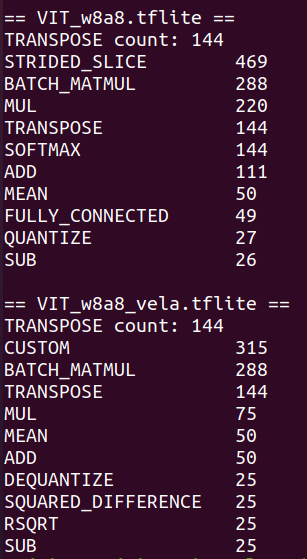 == VIT_w8a8.tflite ==
TRANSPOSE count: 144
STRIDED_SLICE 469
BATCH_MATMUL 288
MUL 220
TRANSPOSE 144
SOFTMAX 144
ADD 111
MEAN 50
FULLY_CONNECTED 49
QUANTIZE 27
SUB 26
== VIT_w8a8_vela.tflite ==
TRANSPOSE count: 144
CUSTOM 315
BATCH_MATMUL 288
TRANSPOSE 144
MUL 75
MEAN 50
ADD 50
DEQUANTIZE 25
SQUARED_DIFFERENCE 25
RSQRT 25
SUB 25